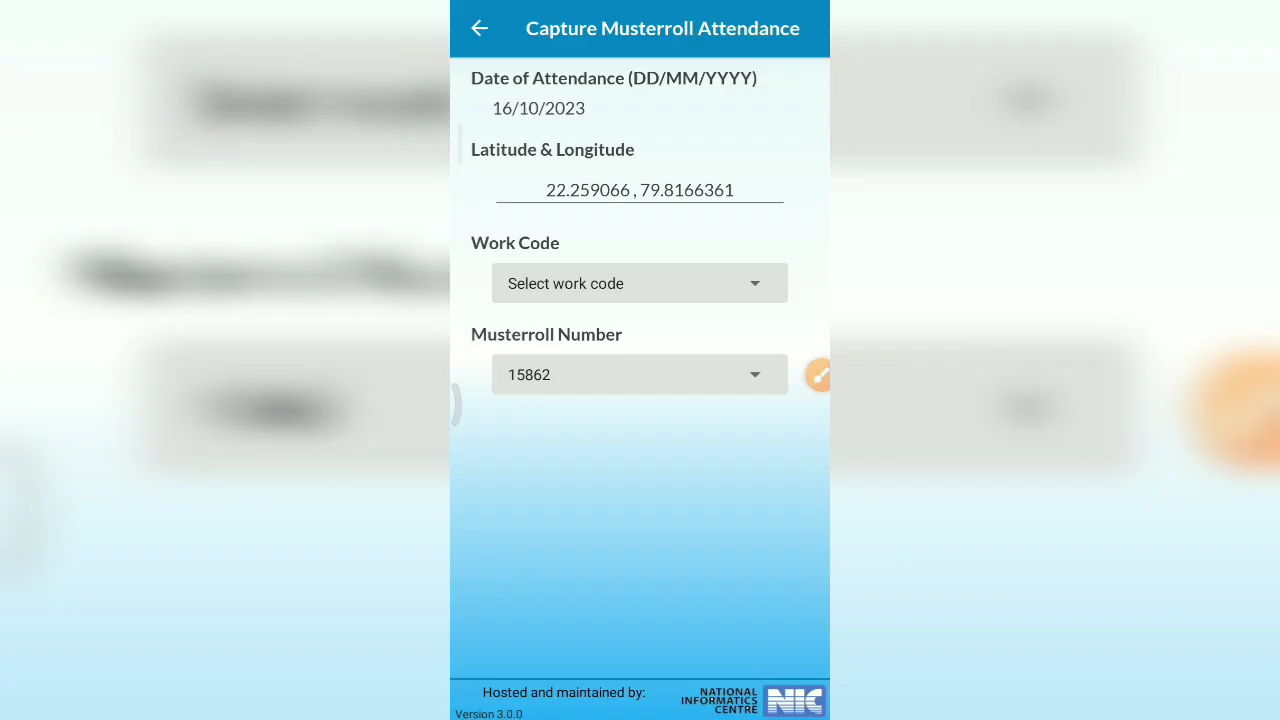 Capture Musterroll Attendance
Date of Attendance (DD/MM/YYYY)
16/10/2023
Latitude & Longitude
22.259066 , 79.8166361
Work Code
Select work code
Musterroll Number
15862
Hosted and maintained by:
NATIONAL
INFORMATICS
CENTRE
NIC
Version 3.0.0